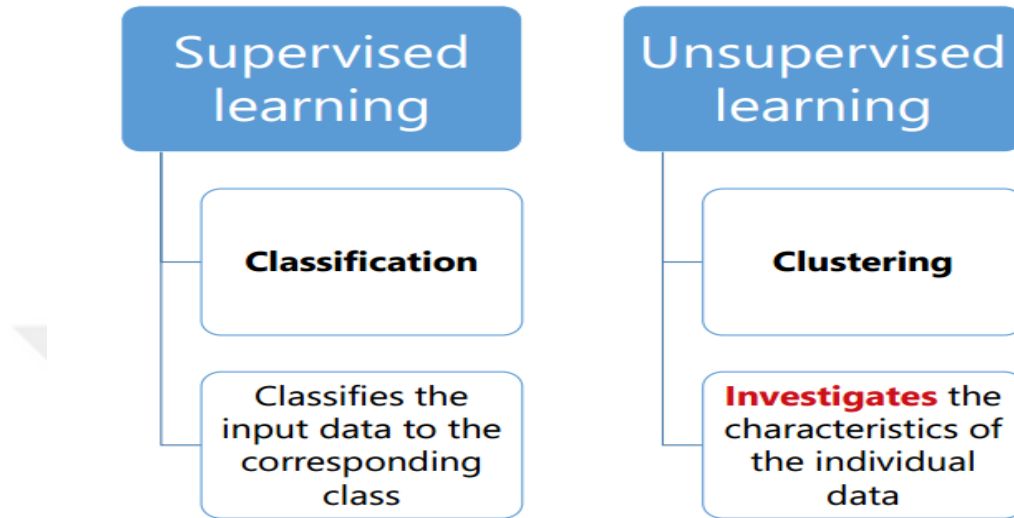 Supervised
learning
Classification
Classifies the
input data to the
corresponding
class
Unsupervised
learning
Clustering
Investigates the
characteristics of
the individual
data